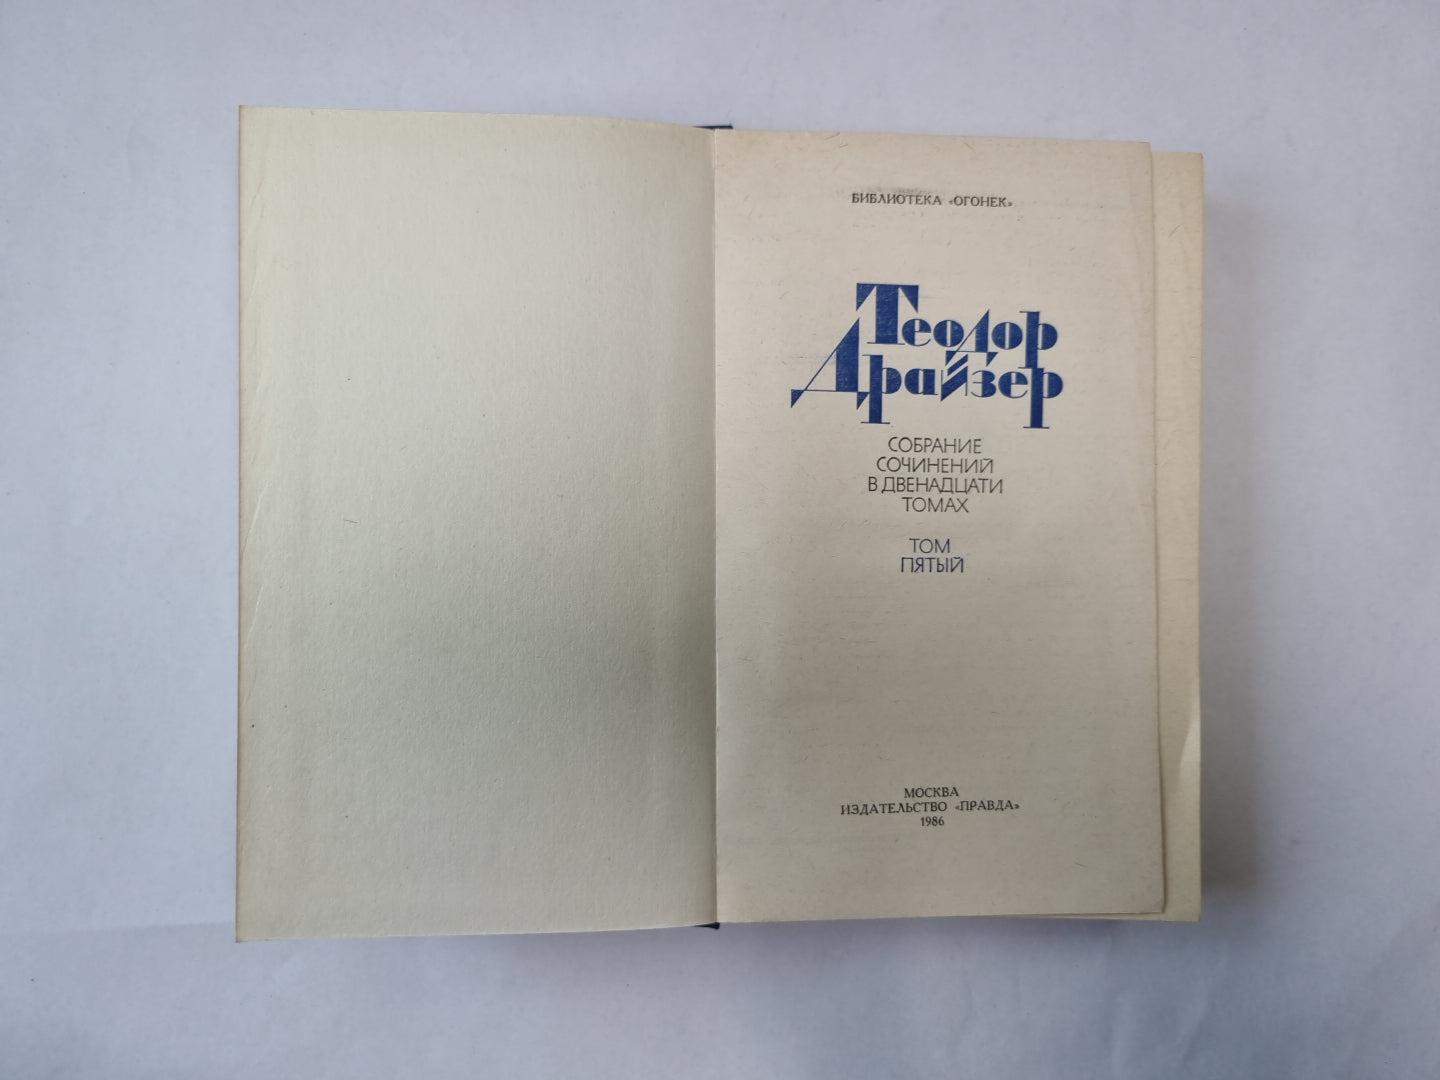 БИБЛИОТЕКА «ОГОНЕК»
Теодор
Драйзер
СОБРАНИЕ
СОЧИНЕНИЙ
В ДВЕНАДЦАТИ
ТОМАХ
ТОМ
ПЯТЫЙ
МОСКВА
ИЗДАТЕЛЬСТВО «ПРАВДА»
1986